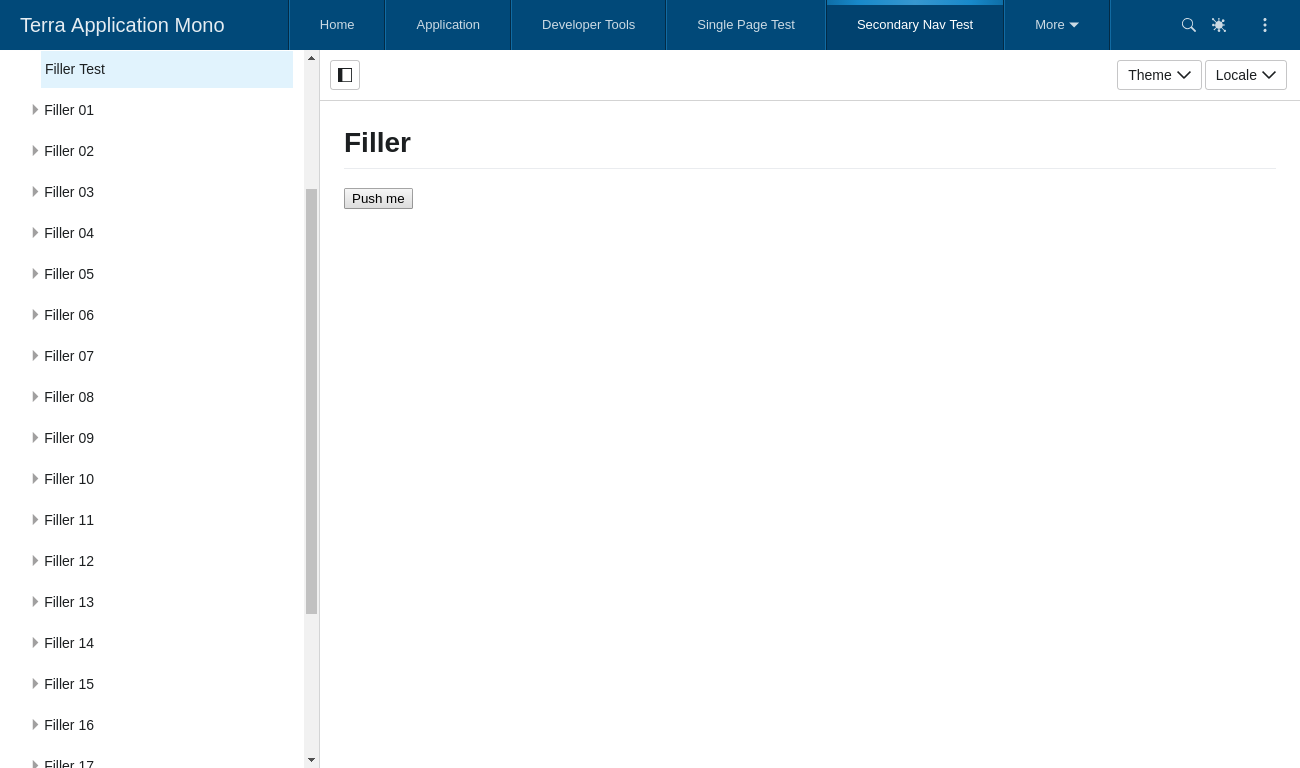 Terra Application Mono
Home
Application
Developer Tools
Single Page Test
Secondary Nav Test
More
Filler Test
Filler 01
Filler 02
Filler 03
Filler 04
Filler 05
Filler 06
Filler 07
Filler 08
Filler 09
Filler 10
Filler 11
Filler 12
Filler 13
Filler 14
Filler 15
Filler 16
Filler 17
Theme
Locale
Filler
Push me